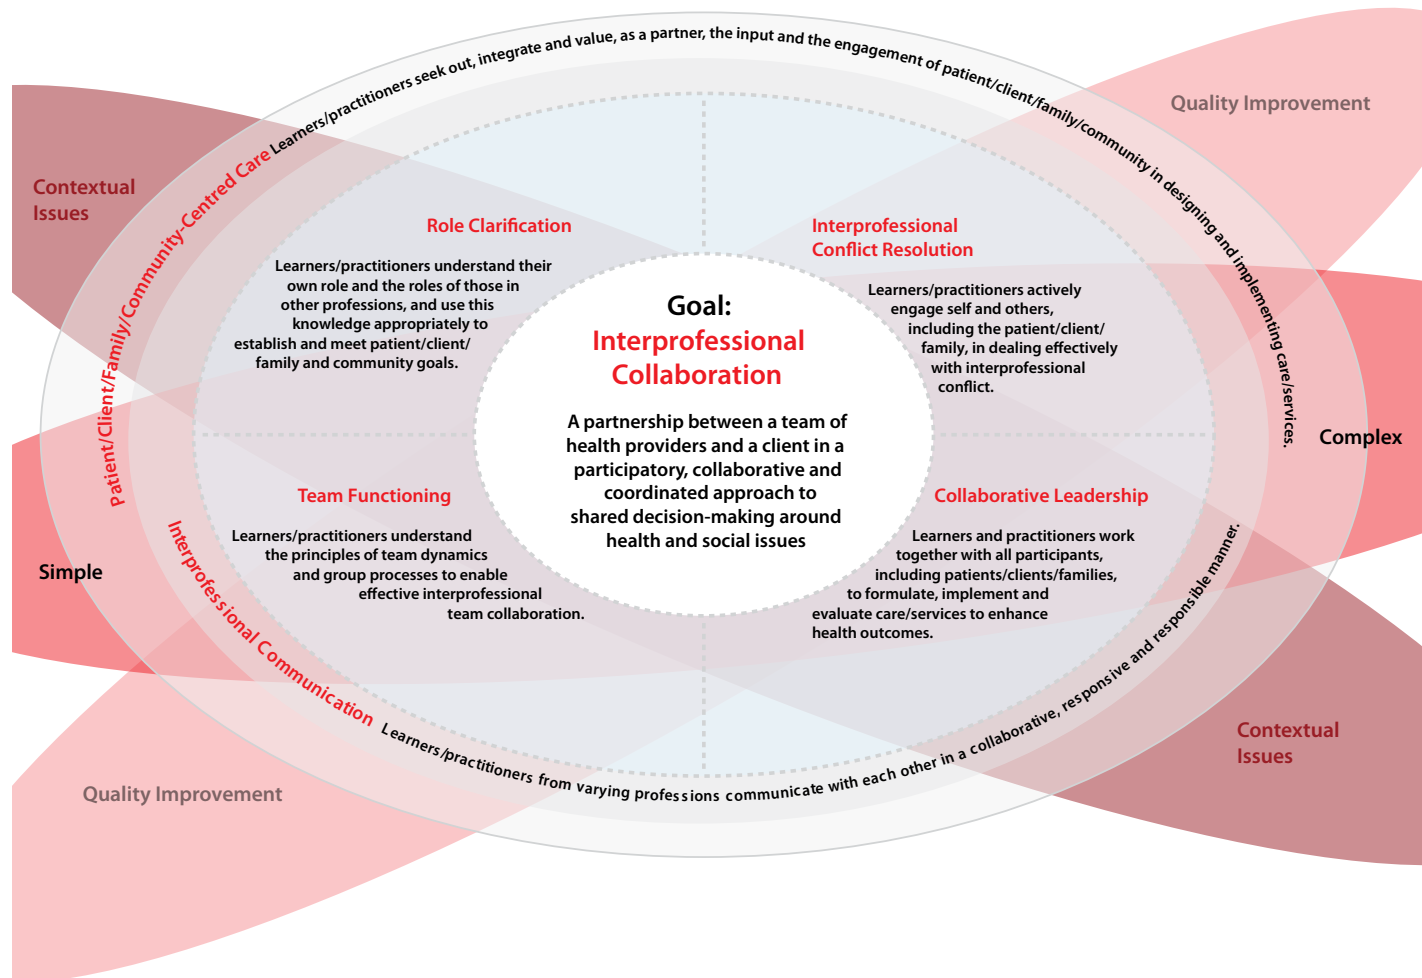 Patient/Client/Family/Community-Centred Care Learners/practitioners seek out, integrate and value, as a partner, the input and the engagement of patient/client/family/community in designing and implementing care/services.
Quality Improvement
Contextual
Issues
Role Clarification
Learners/practitioners understand their
own role and the roles of those in
other professions, and use this
knowledge appropriately to
establish and meet patient/client/
family and community goals.
Interprofessional
Conflict Resolution
Learners/practitioners actively
engage self and others,
including the patient/client/
family, in dealing effectively
with interprofessional
conflict.
Goal:
Interprofessional
Collaboration
A partnership between a team of
health providers and a client in a
participatory, collaborative and
coordinated approach to
shared decision-making around
health and social issues
Complex
Simple
Team Functioning
Learners/practitioners understand
the principles of team dynamics
and group processes to enable
effective interprofessional
team collaboration.
Collaborative Leadership
Learners and practitioners work
together with all participants,
including patients/clients/families,
to formulate, implement and
evaluate care/services to enhance
health outcomes.
Interprofessional Communication Learners/practitioners from varying professions communicate with each other in a collaborative, responsive and responsible manner.
Contextual
Issues
Quality Improvement